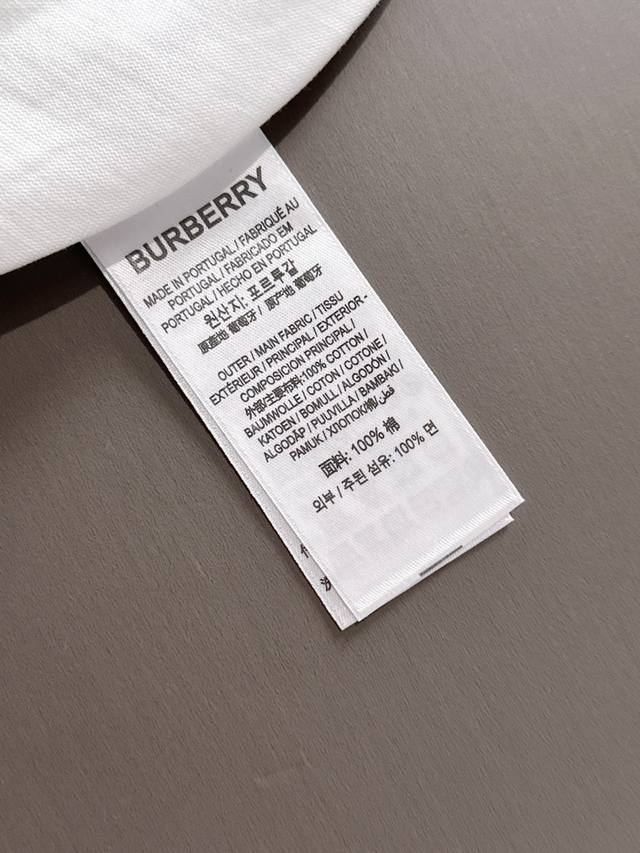 BURBERRY
MADE IN PORTUGAL / FABRIQUÉ AU
PORTUGAL / FABRICADO EM
PORTUGAL / HECHO EN PORTUGAL
원산지: 포르투갈
原產地 葡萄牙 / 原产地 葡萄牙
OUTER / MAIN FABRIC / TISSU
EXTÉRIEUR / PRINCIPAL / EXTERIOR -
COMPOSICION PRINCIPAL /
外部/主要布料:100% COTTON /
BAUMWOLLE / COTON / COTONE /
KATOEN / BOMULL / ALGODÓN /
ALGODÃP / PUUVILLA / BAMBAKI /
PAMUK / ХЛОПОК/棉/ قطن
面料: 100% 棉
외부 / 주된 섬유: 100% 면